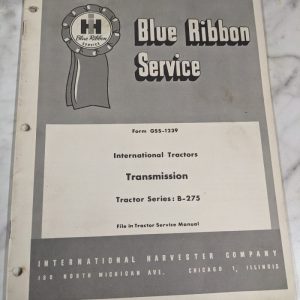 IH
Blue Ribbon
SERVICE
Blue Ribbon
Service
Form GSS-1239
International Tractors
Transmission
Tractor Series: B-275
File in Tractor Service Manual
INTERNATIONAL HARVESTER COMPANY
180 NORTH MICHIGAN AVE. CHICAGO 1, ILLINOIS